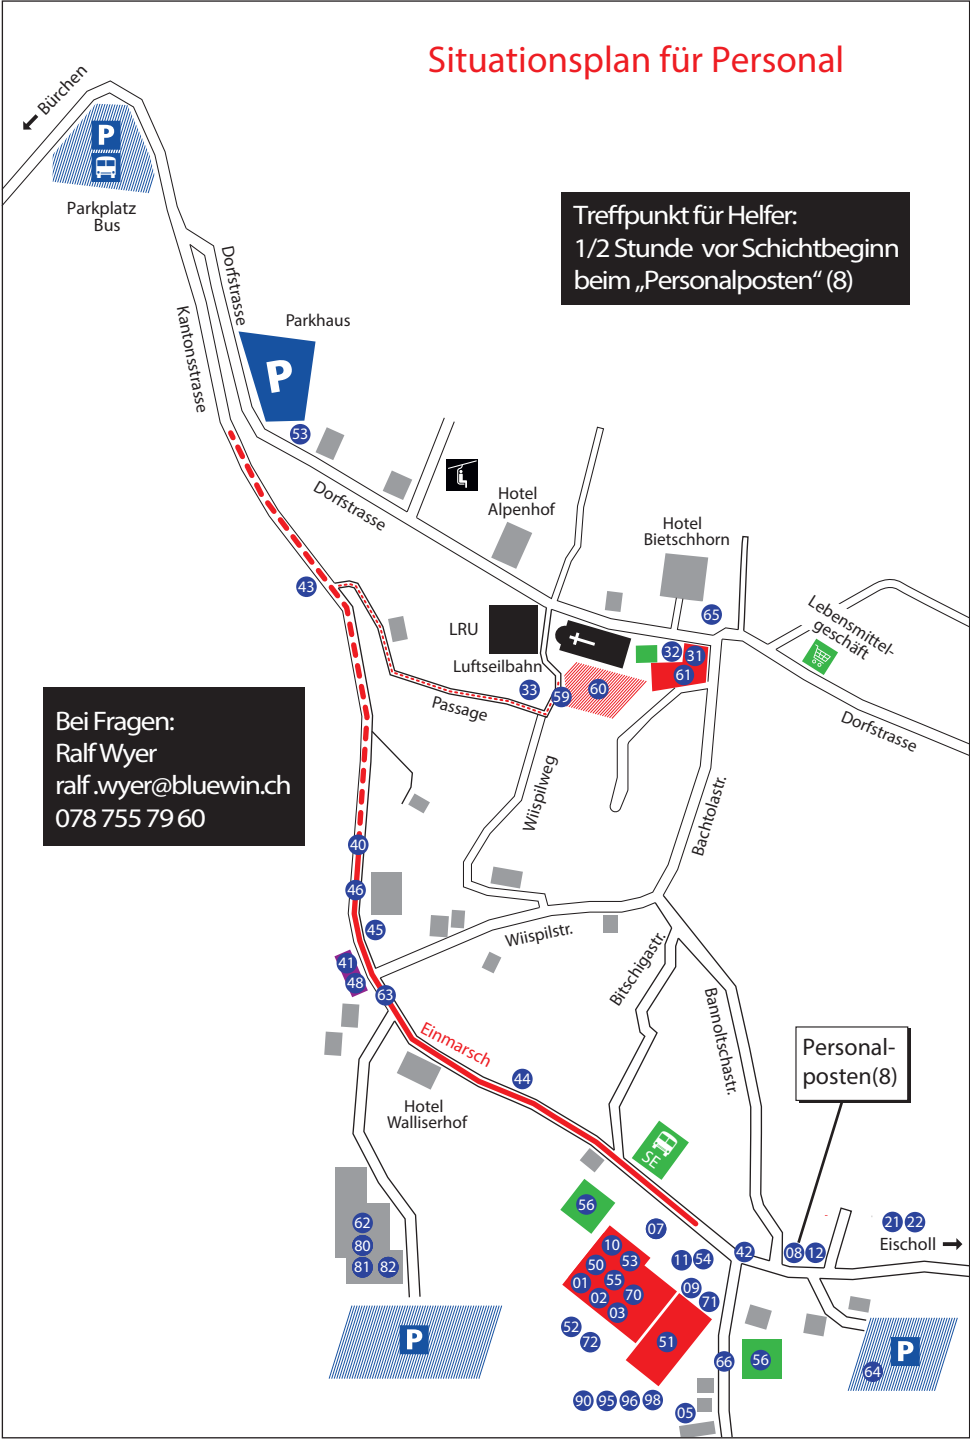 Situationsplan für Personal
Bürchen
P
Parkplatz
Bus
Treffpunkt für Helfer:
1/2 Stunde vor Schichtbeginn
beim „Personalposten“ (8)
Dorfstrasse
Kantonsstrasse
Parkhaus
P
53
Dorfstrasse
Hotel
Alpenhof
Hotel
Bietschhorn
43
65
Lebensmittel-
geschäft
LRU
Luftseilbahn
32
31
61
33
59
60
Passage
Dorfstrasse
Bei Fragen:
Ralf Wyer
ralf.wyer@bluewin.ch
078 755 79 60
Wiispilweg
Bachtolastr.
40
46
45
Wiispilstr.
41
48
63
Bitschigastr.
Bannoltschastr.
Einmarsch
44
Personal-
posten(8)
Hotel
Walliserhof
SE
56
62
80
81
82
07
10
53
50
55
01
02
70
03
11
54
42
09
71
08
12
21
22
Eischoll
52
72
51
66
56
64
P
P
90
95
96
98
05